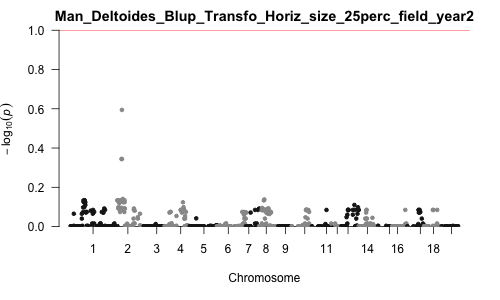 Man_Deltoides_Blup_Transfo_Horiz_size_25perc_field_year2
1.0
0.8
0.6
0.4
0.2
0.0
− log₁₀(p)
1 2 3 4 5 6 7 8 9 11 14 16 18
Chromosome